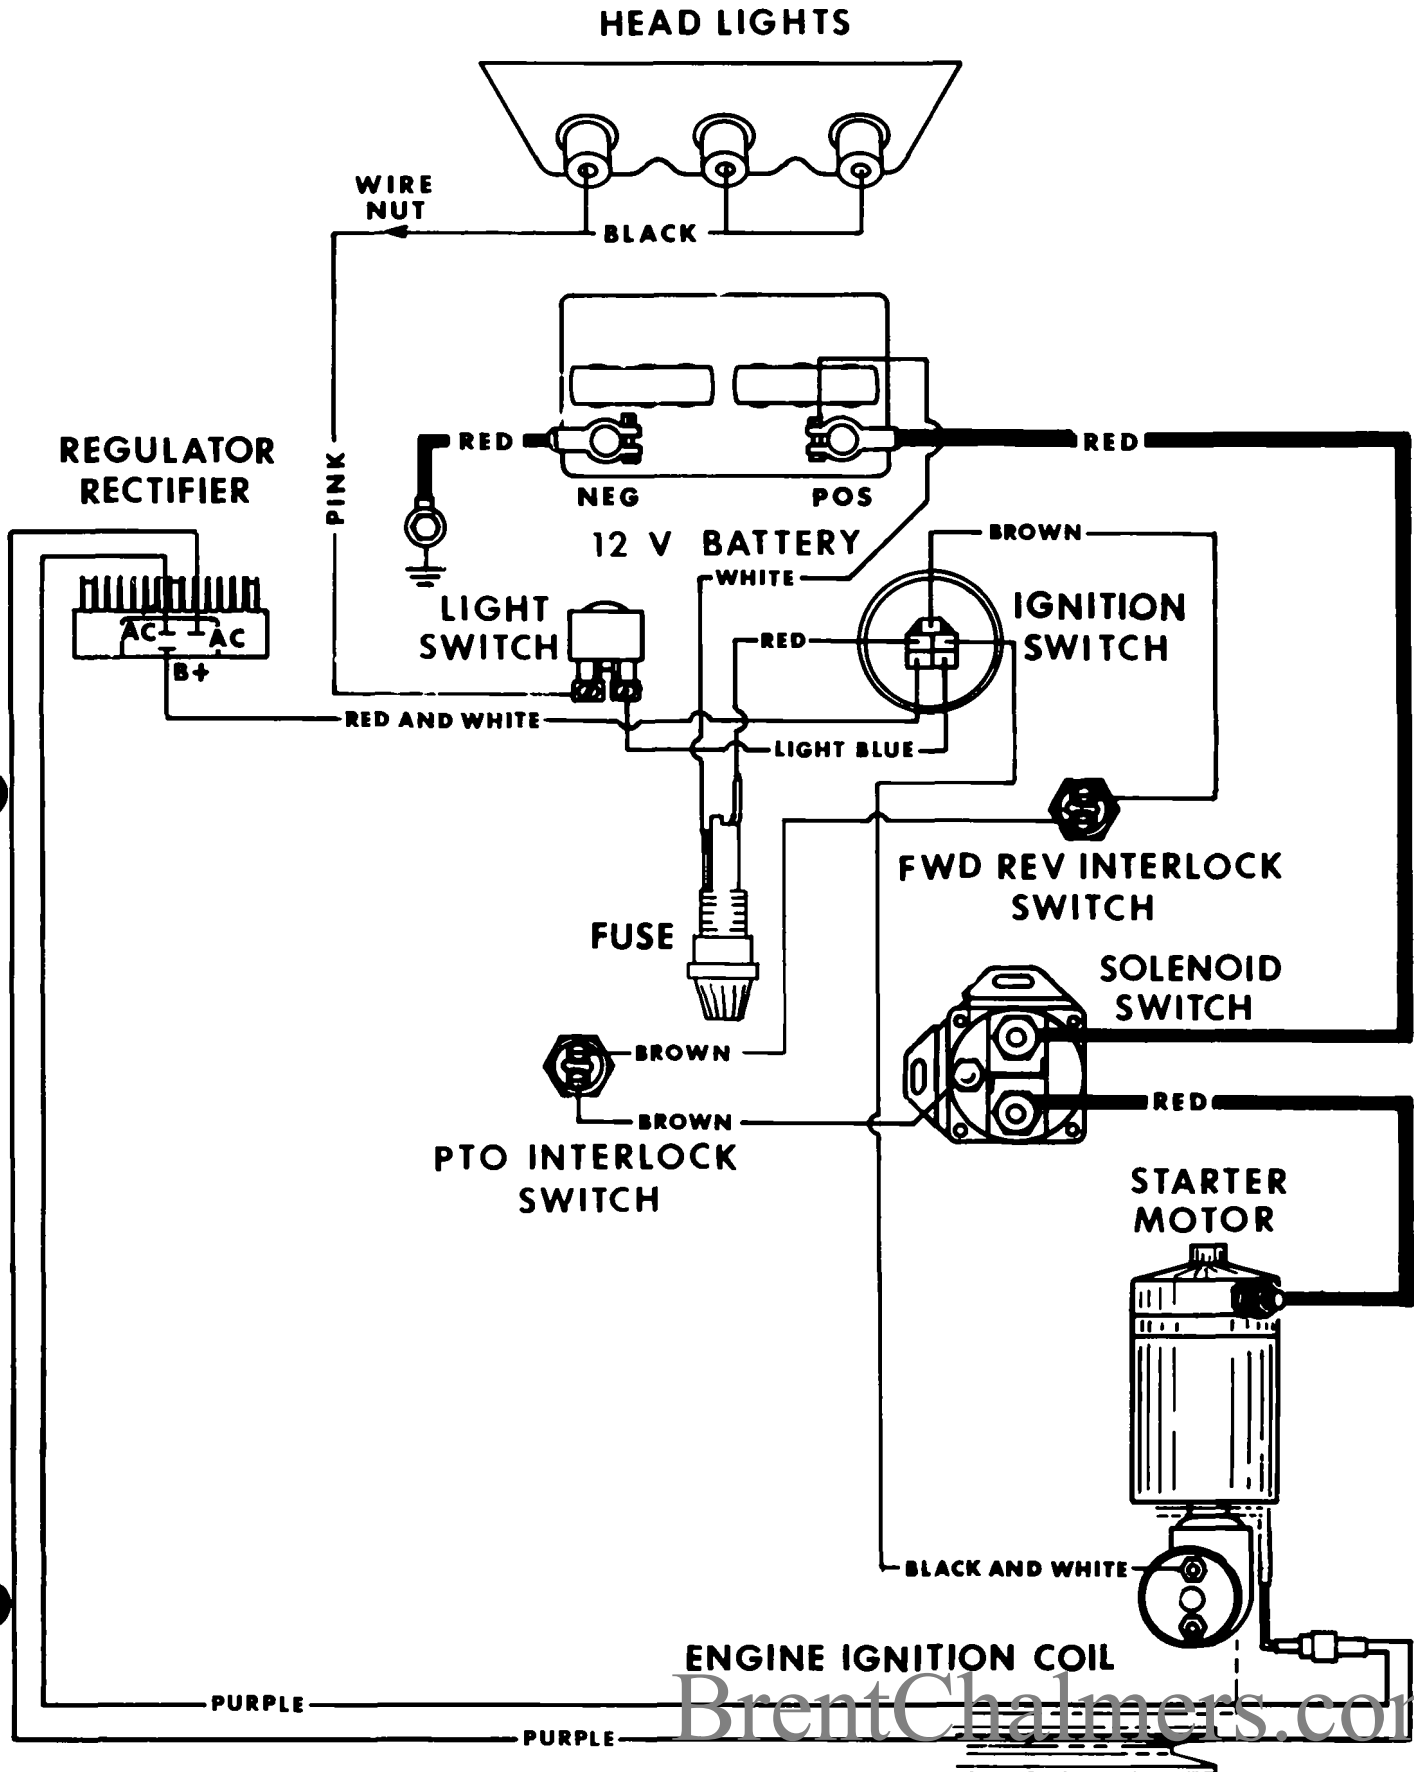 HEAD LIGHTS
WIRE
NUT
BLACK
PINK
RED
RED
NEG
POS
12 V BATTERY
REGULATOR
RECTIFIER
AC
AC
B+
WHITE
BROWN
LIGHT
SWITCH
RED
IGNITION
SWITCH
RED AND WHITE
LIGHT BLUE
FWD REV INTERLOCK
SWITCH
FUSE
SOLENOID
SWITCH
BROWN
BROWN
RED
PTO INTERLOCK
SWITCH
STARTER
MOTOR
BLACK AND WHITE
ENGINE IGNITION COIL
PURPLE
PURPLE
BrentChalmers.co